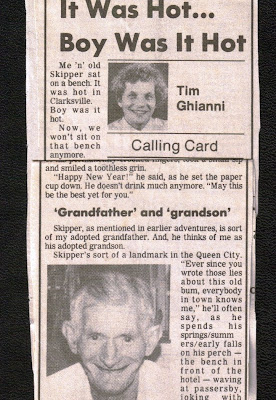 It Was Hot...
Boy Was It Hot
Me 'n' old
Skipper sat
on a bench. It
was hot in
Clarksville.
Boy was it
hot.
Now, we
won't sit on
that bench
anymore.
Tim
Ghianni
Calling Card
fingers, took a small sip
and smiled a toothless grin.
"Happy New Year!" he said, as he set the paper
cup down. He doesn't drink much anymore. "May this
be the best yet for you."
'Grandfather' and 'grandson'
Skipper, as mentioned in earlier adventures, is sort
of my adopted grandfather. And, he thinks of me as
his adopted grandson.
Skipper's sort of a landmark in the Queen City.
"Ever since you
wrote those lies
about this old
bum, everybody
in town knows
me," he'll often
say, as he
spends his
springs/summ
ers/early falls
on his perch —
the bench in
front of the
hotel — waving
at passersby,
joking with